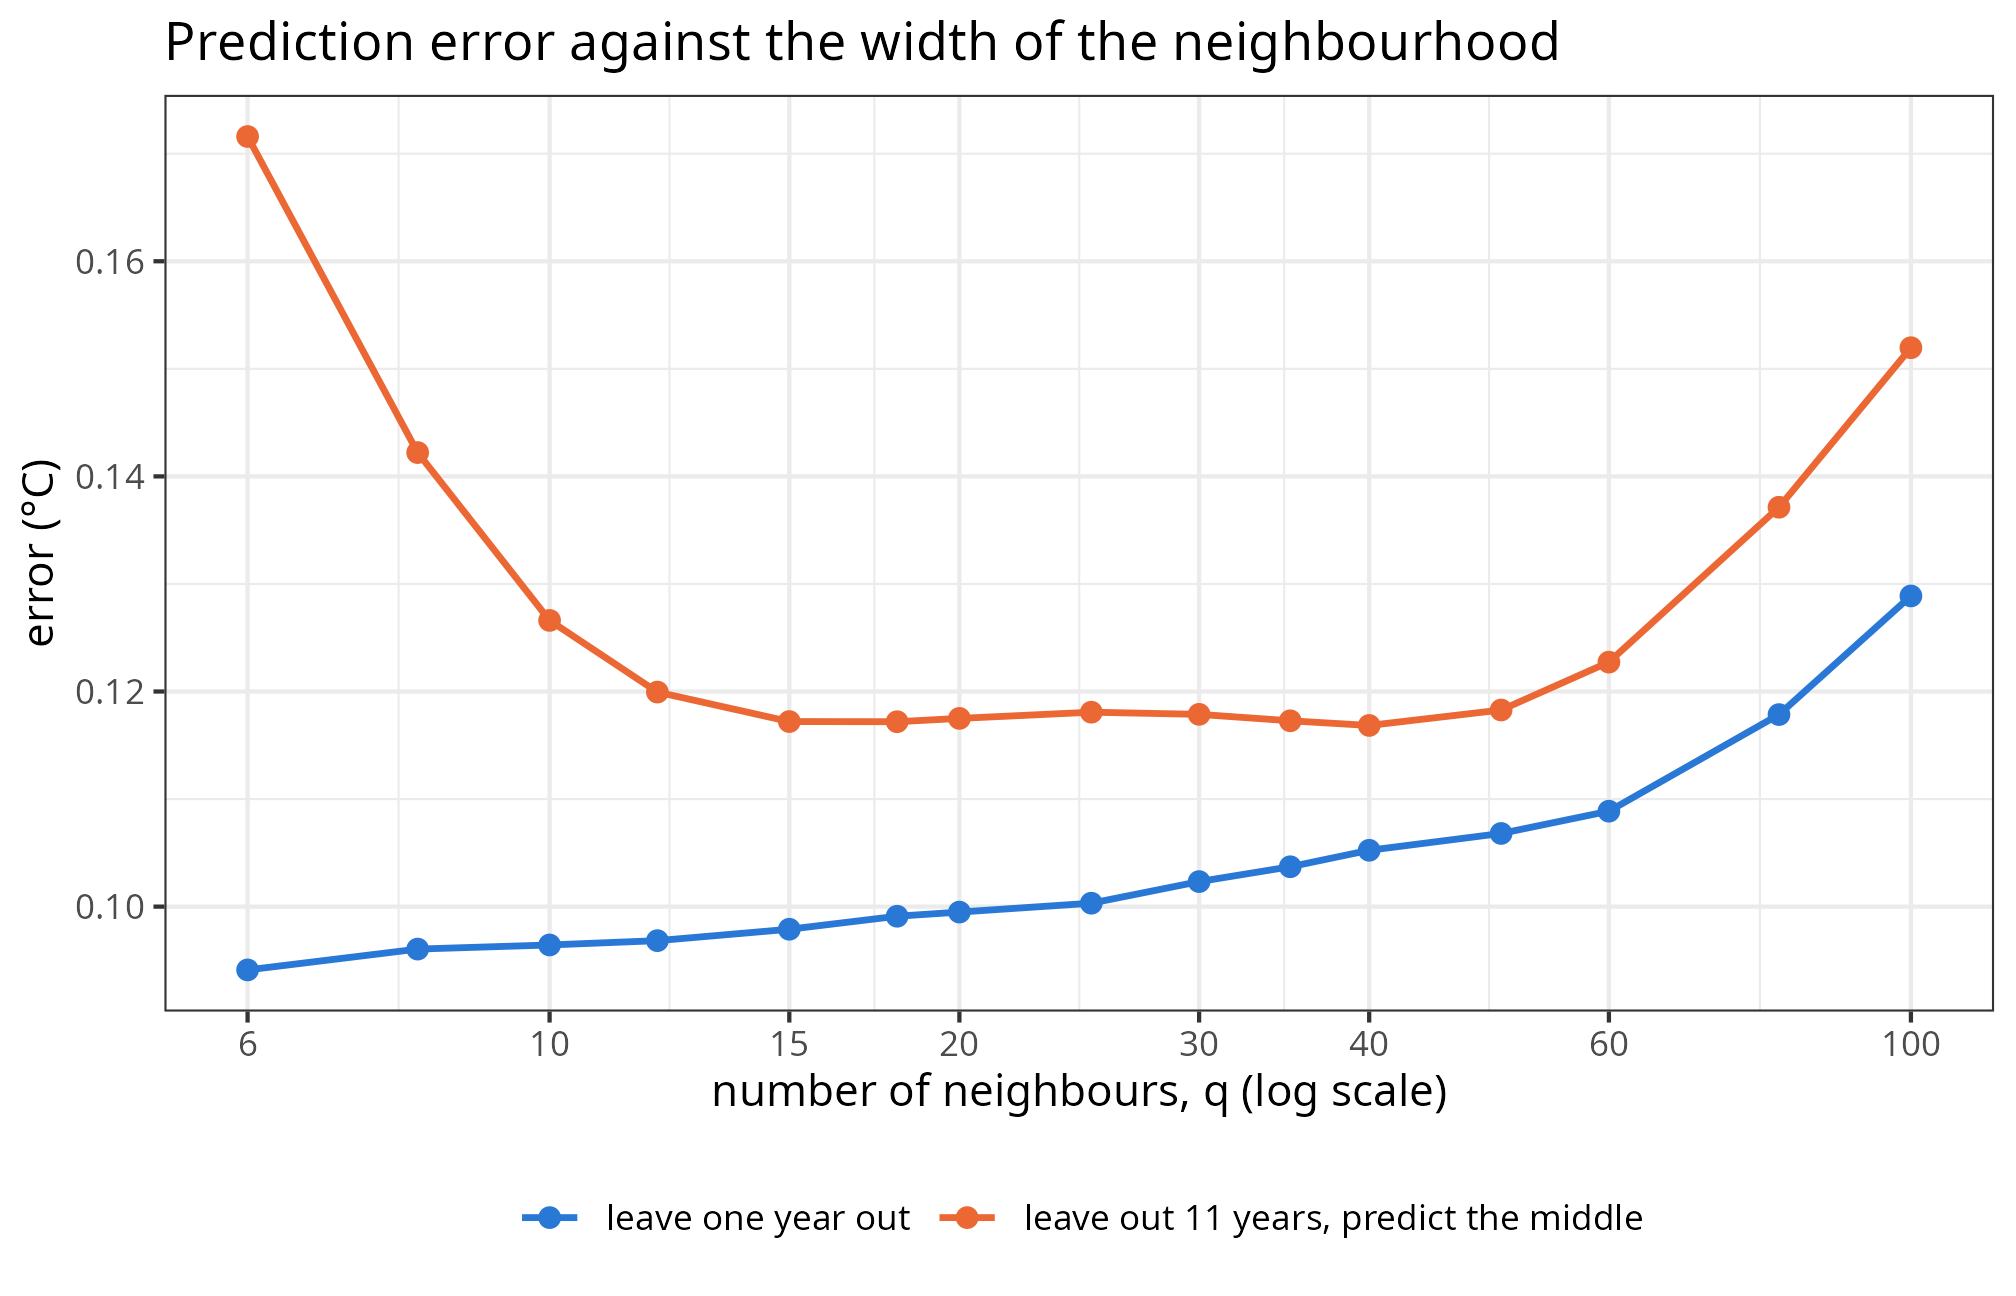 Prediction error against the width of the neighbourhood
error (°C)
0.16
0.14
0.12
0.10
6 10 15 20 30 40 60 100
number of neighbours, q (log scale)
leave one year out leave out 11 years, predict the middle